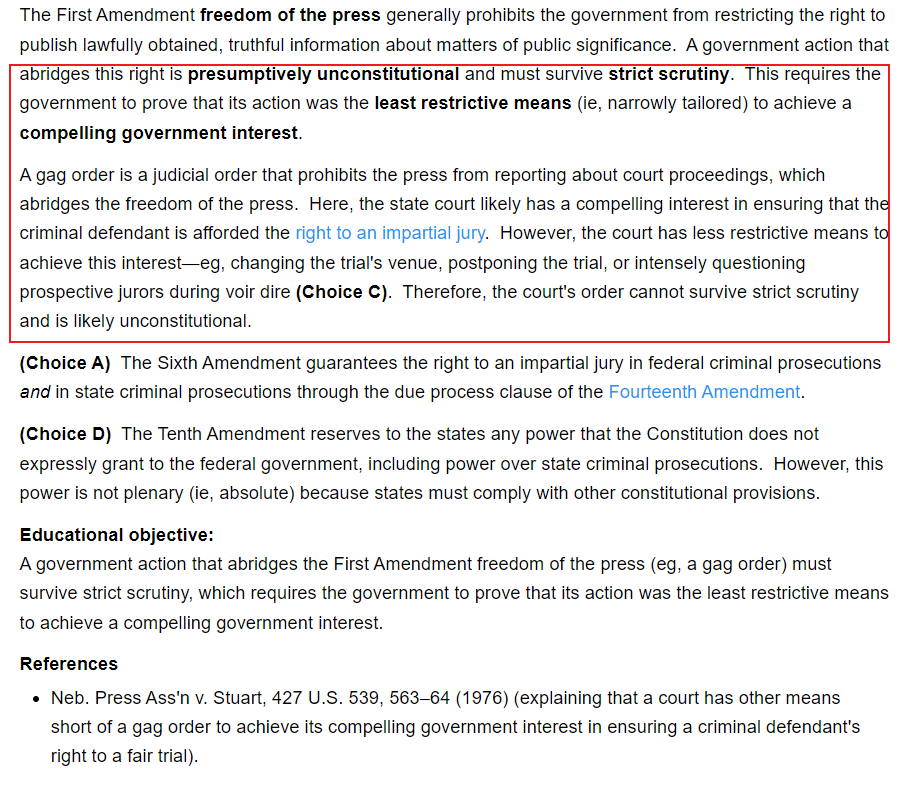 The First Amendment freedom of the press generally prohibits the government from restricting the right to
publish lawfully obtained, truthful information about matters of public significance.  A government action that
abridges this right is presumptively unconstitutional and must survive strict scrutiny.  This requires the
government to prove that its action was the least restrictive means (ie, narrowly tailored) to achieve a
compelling government interest.
A gag order is a judicial order that prohibits the press from reporting about court proceedings, which
abridges the freedom of the press.  Here, the state court likely has a compelling interest in ensuring that the
criminal defendant is afforded the right to an impartial jury.  However, the court has less restrictive means to
achieve this interest—eg, changing the trial's venue, postponing the trial, or intensely questioning
prospective jurors during voir dire (Choice C).  Therefore, the court's order cannot survive strict scrutiny
and is likely unconstitutional.
(Choice A)  The Sixth Amendment guarantees the right to an impartial jury in federal criminal prosecutions
and in state criminal prosecutions through the due process clause of the Fourteenth Amendment.
(Choice D)  The Tenth Amendment reserves to the states any power that the Constitution does not
expressly grant to the federal government, including power over state criminal prosecutions.  However, this
power is not plenary (ie, absolute) because states must comply with other constitutional provisions.
Educational objective:
A government action that abridges the First Amendment freedom of the press (eg, a gag order) must
survive strict scrutiny, which requires the government to prove that its action was the least restrictive means
to achieve a compelling government interest.
References
• Neb. Press Ass'n v. Stuart, 427 U.S. 539, 563–64 (1976) (explaining that a court has other means
short of a gag order to achieve its compelling government interest in ensuring a criminal defendant's
right to a fair trial).